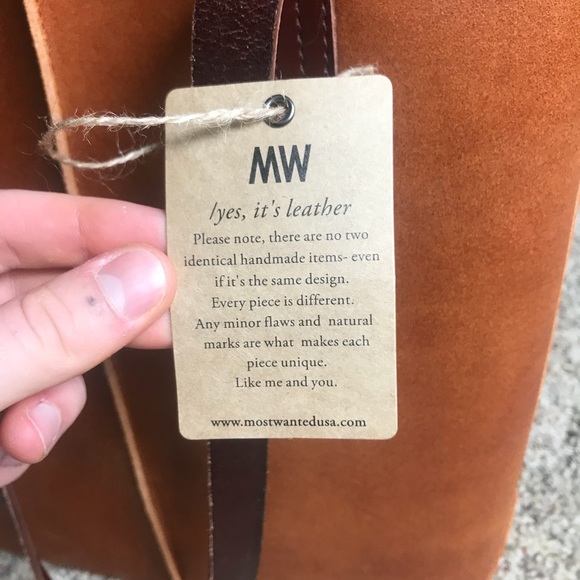 MW
/yes, it's leather
Please note, there are no two
identical handmade items- even
if it's the same design.
Every piece is different.
Any minor flaws and natural
marks are what makes each
piece unique.
Like me and you.
www.mostwantedusa.com